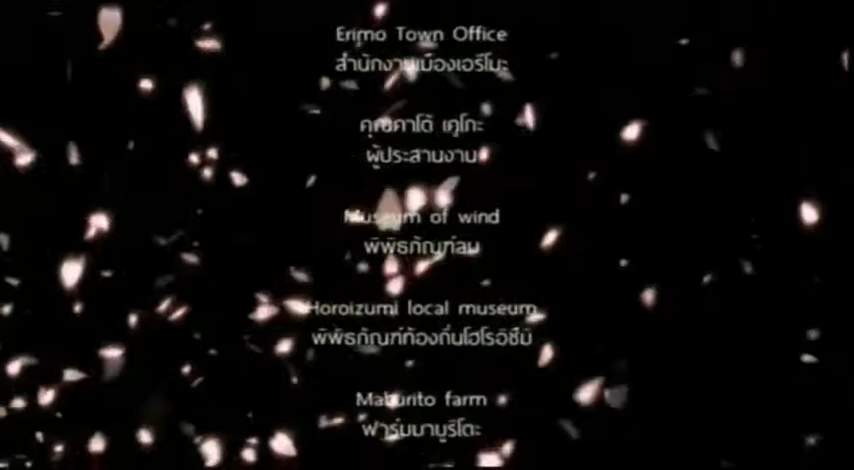 Erimo Town Office
สำนักงานเมืองเอริโมะ
คุณคาโต้ เคโกะ
ผู้ประสานงาน
Museum of wind
พิพิธภัณฑ์ลม
Horoizumi local museum
พิพิธภัณฑ์ท้องถิ่นโฮโรอิซึมิ
Maburito farm
ฟาร์มมาบุริโตะ